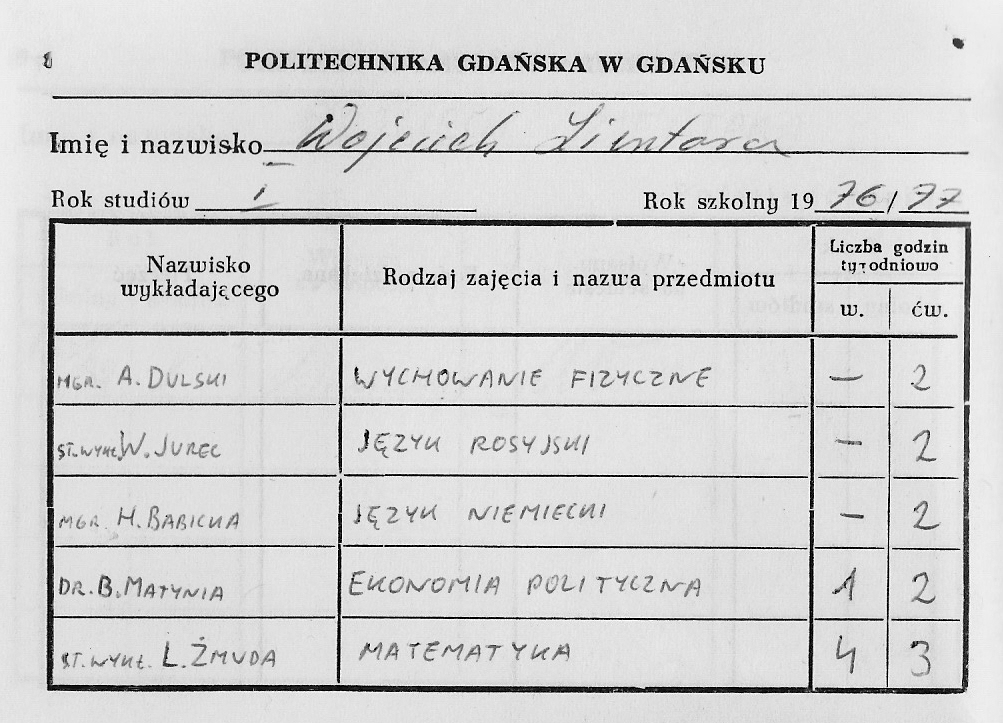 8
POLITECHNIKA GDAŃSKA W GDAŃSKU
Imię i nazwisko Wojciech
Rok studiów I Rok szkolny 1976/77
Nazwisko wykładającego Rodzaj zajęcia i nazwa przedmiotu Liczba godzin tygodniowo
w. ćw.
MGR. A. DULSKI WYCHOWANIE FIZYCZNE — 2
ST.WYKŁ. W. JUREC JĘZYK ROSYJSKI — 2
MGR H. BABICKA JĘZYK NIEMIECKI — 2
DR. B. MATYNIA EKONOMIA POLITYCZNA 1 2
ST. WYKŁ. L. ŻMUDA MATEMATYKA 4 3